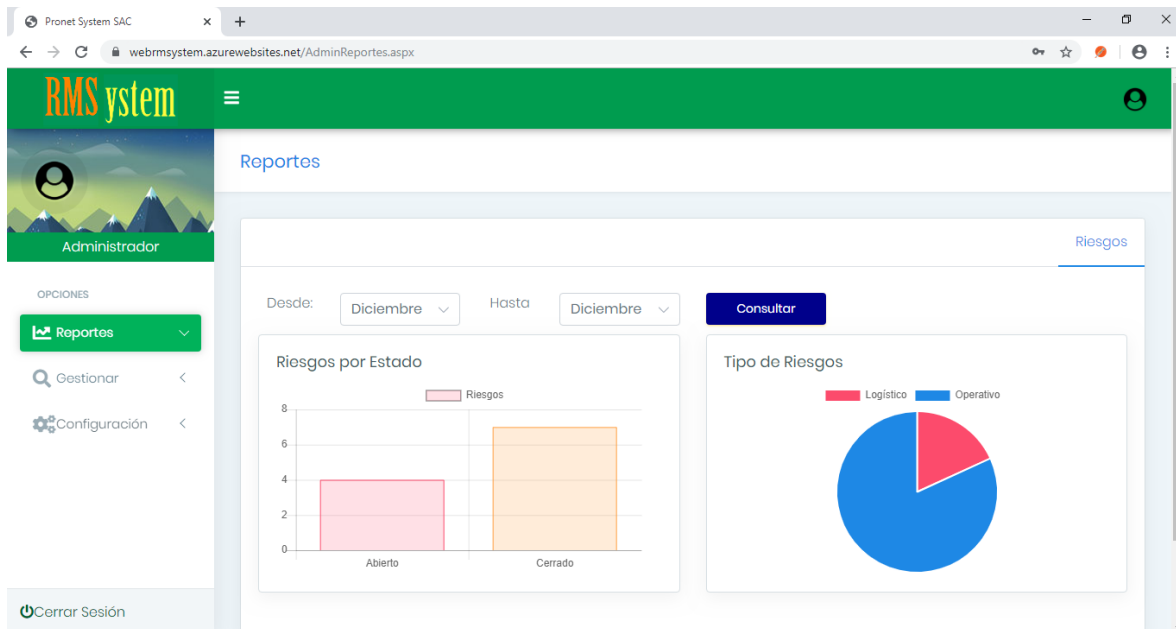 Pronet System SAC
webrmsystem.azurewebsites.net/AdminReportes.aspx
RMSystem
Reportes
Administrador
Riesgos
OPCIONES
Reportes
Gestionar
Configuración
Cerrar Sesión
Desde: Diciembre Hasta Diciembre Consultar
Riesgos por Estado
Riesgos
8
6
4
2
0
Abierto Cerrado
Tipo de Riesgos
Logístico Operativo